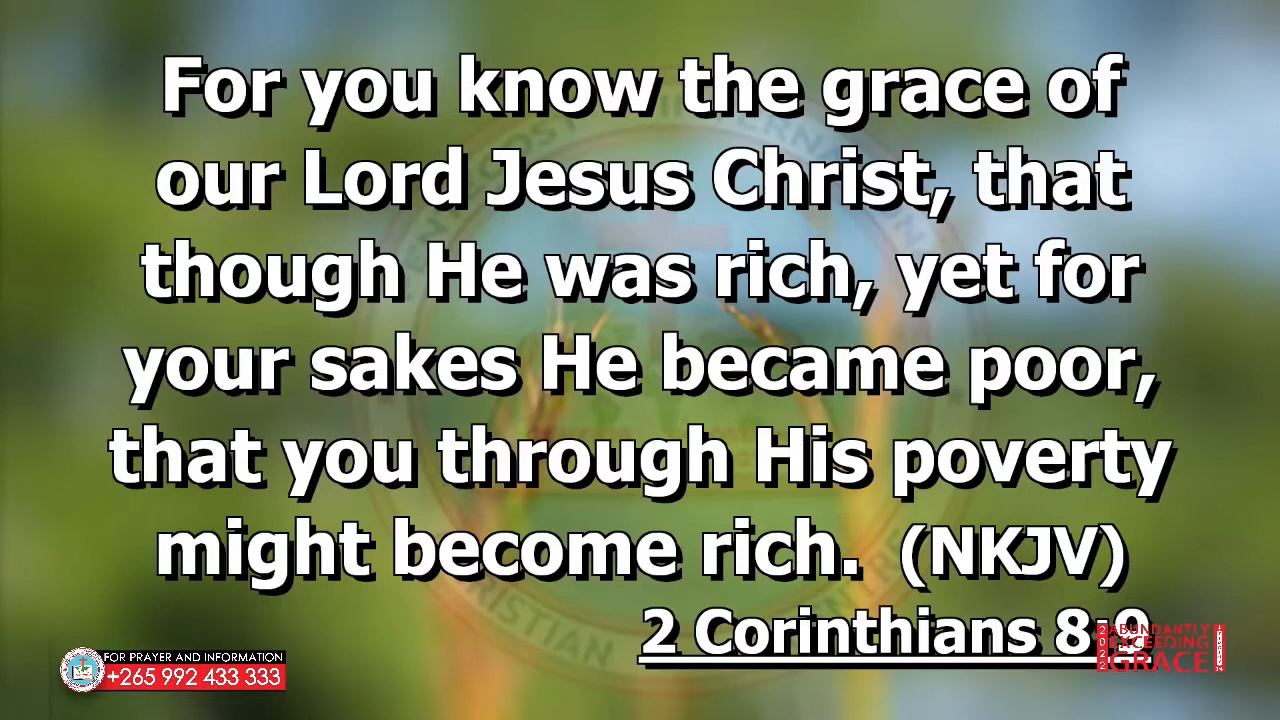 For you know the grace of
our Lord Jesus Christ, that
though He was rich, yet for
your sakes He became poor,
that you through His poverty
might become rich. (NKJV)
2 Corinthians 8:9
FOR PRAYER AND INFORMATION
+265 992 433 333
2022
ABUNDANTLY
EXCEEDING
GRACE
CHRISTIAN